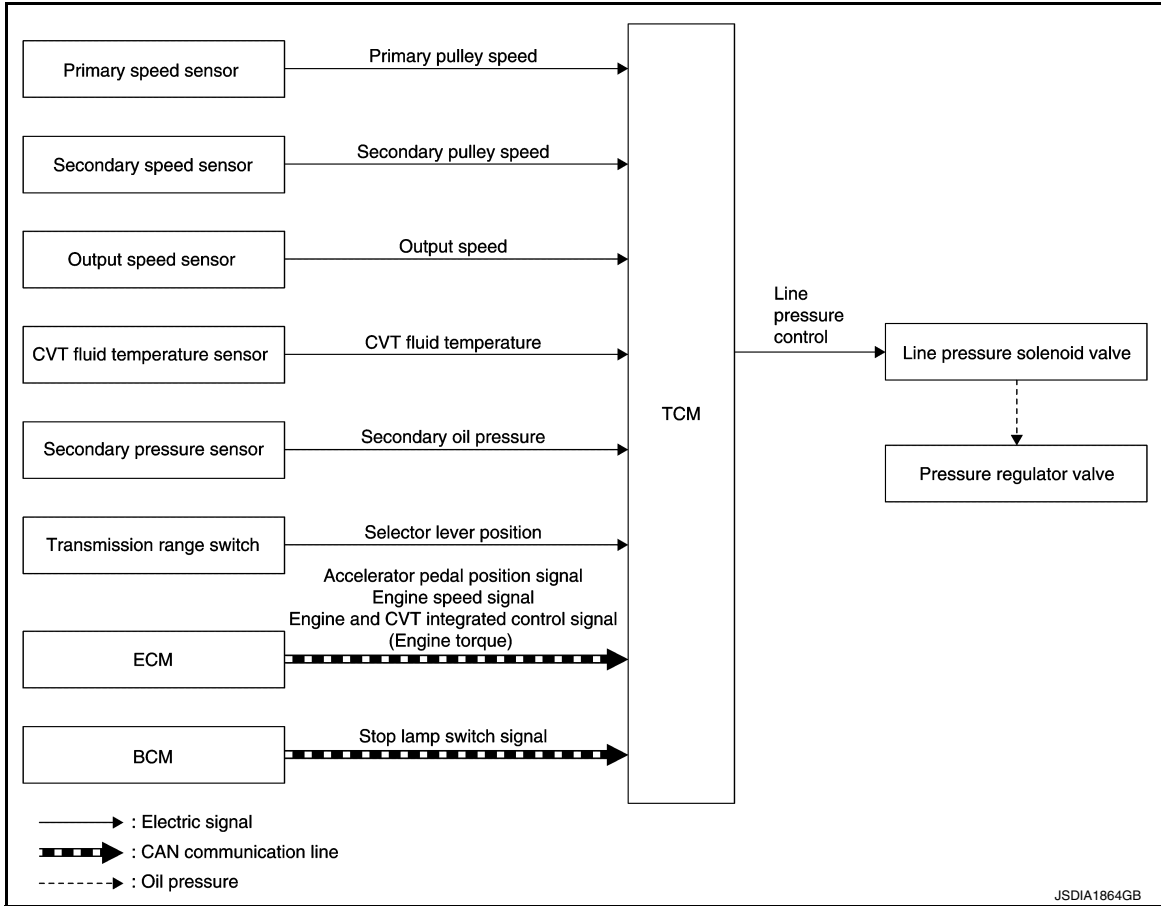 Primary speed sensor
Primary pulley speed
Secondary speed sensor
Secondary pulley speed
Output speed sensor
Output speed
CVT fluid temperature sensor
CVT fluid temperature
Secondary pressure sensor
Secondary oil pressure
Transmission range switch
Selector lever position
ECM
Accelerator pedal position signal
Engine speed signal
Engine and CVT integrated control signal
(Engine torque)
BCM
Stop lamp switch signal
TCM
Line
pressure
control
Line pressure solenoid valve
Pressure regulator valve
: Electric signal
: CAN communication line
: Oil pressure
JSDIA1864GB